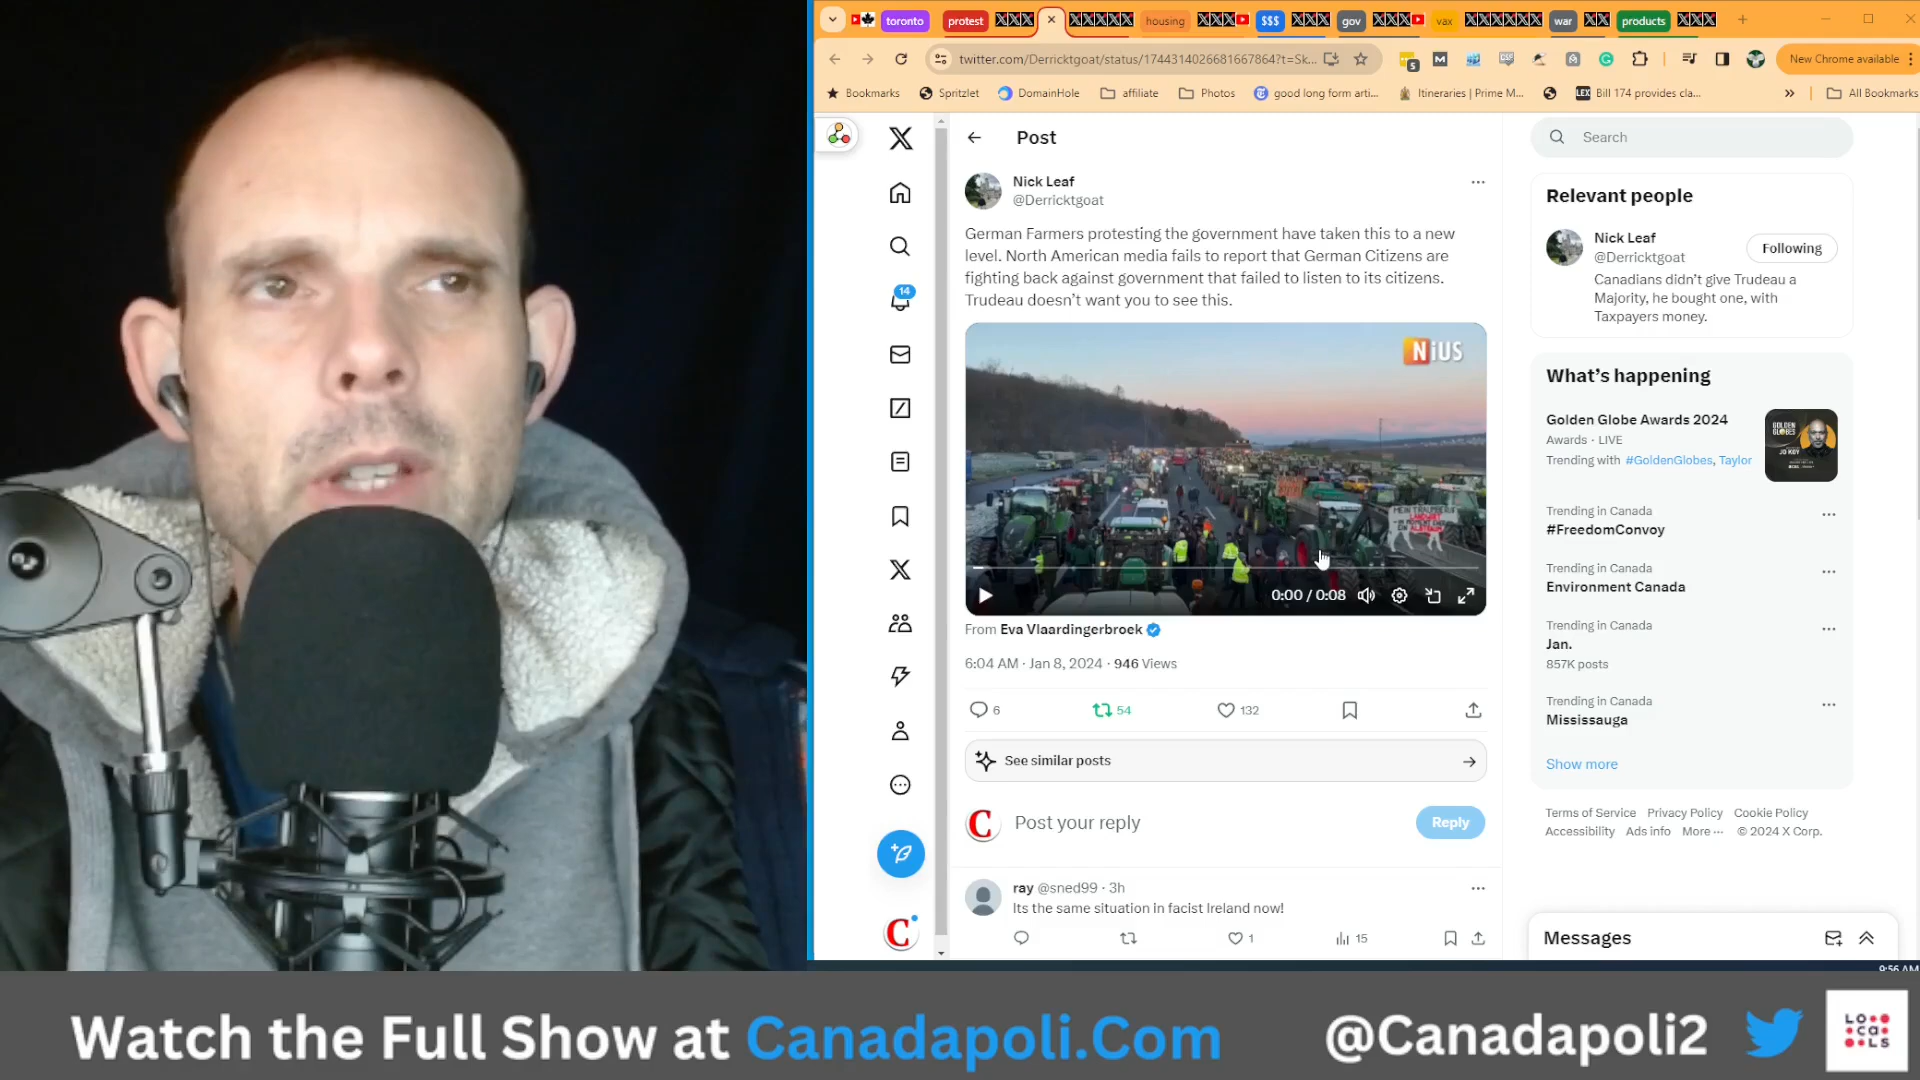 toronto
protest
housing
$$$
gov
vax
war
products
twitter.com/Derricktgoat/status/1744314026681667864?t=Sk...
New Chrome available
Bookmarks
Spritzlet
DomainHole
affiliate
Photos
good long form arti...
Itineraries | Prime M...
LEX
Bill 174 provides cla...
»
All Bookmarks
Post
Search
Nick Leaf
@Derricktgoat
German Farmers protesting the government have taken this to a new
level. North American media fails to report that German Citizens are
fighting back against government that failed to listen to its citizens.
Trudeau doesn't want you to see this.
NiUS
0:00 / 0:08
From Eva Vlaardingerbroek
6:04 AM · Jan 8, 2024 · 946 Views
6
54
132
See similar posts
Post your reply
Reply
ray @sned99 · 3h
Its the same situation in facist Ireland now!
1
15
14
Relevant people
Nick Leaf
@Derricktgoat
Following
Canadians didn't give Trudeau a
Majority, he bought one, with
Taxpayers money.
What's happening
Golden Globe Awards 2024
Awards · LIVE
Trending with #GoldenGlobes, Taylor
Trending in Canada
#FreedomConvoy
Trending in Canada
Environment Canada
Trending in Canada
Jan.
857K posts
Trending in Canada
Mississauga
Show more
Terms of Service Privacy Policy Cookie Policy
Accessibility Ads info More ··· © 2024 X Corp.
Messages
9:56 AM
Watch the Full Show at Canadapoli.Com
@Canadapoli2
LO
ca
LS